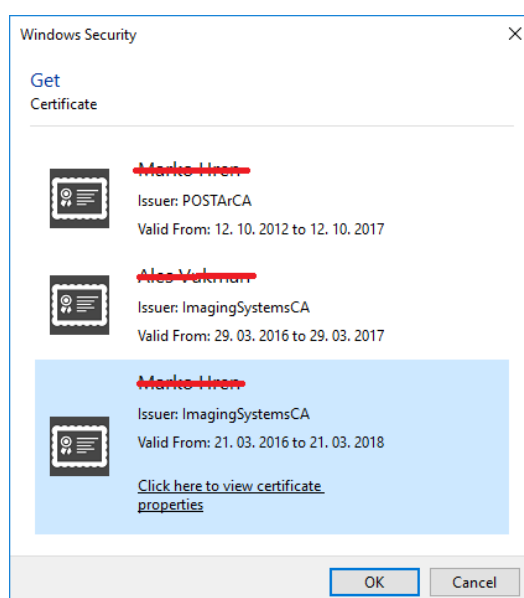 Windows Security
Get
Certificate
Issuer: POSTArCA
Valid From: 12. 10. 2012 to 12. 10. 2017
Issuer: ImagingSystemsCA
Valid From: 29. 03. 2016 to 29. 03. 2017
Issuer: ImagingSystemsCA
Valid From: 21. 03. 2016 to 21. 03. 2018
Click here to view certificate
properties
OK Cancel